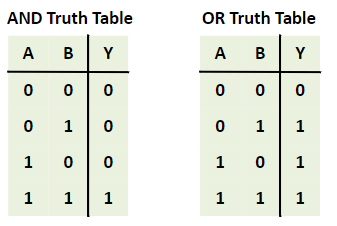 AND Truth Table
A B Y
0 0 0
0 1 0
1 0 0
1 1 1
OR Truth Table
A B Y
0 0 0
0 1 1
1 0 1
1 1 1